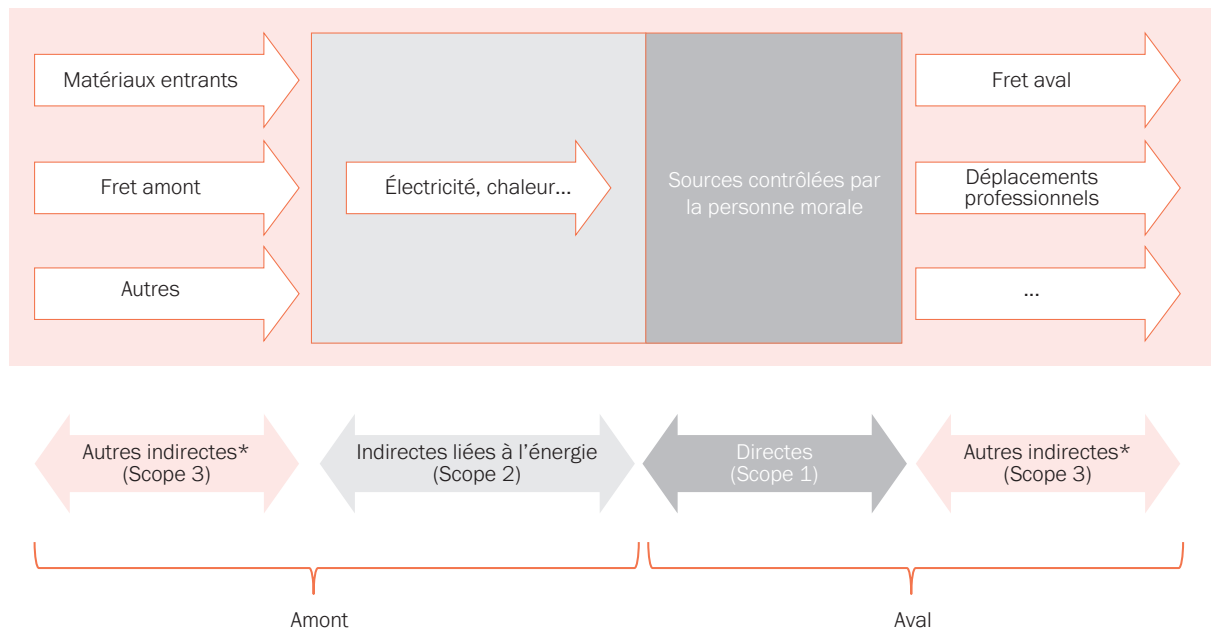 Matériaux entrants
Fret amont
Autres
Électricité, chaleur...
Sources contrôlées par
la personne morale
Fret aval
Déplacements
professionnels
...
Autres indirectes*
(Scope 3)
Indirectes liées à l'énergie
(Scope 2)
Directes
(Scope 1)
Autres indirectes*
(Scope 3)
Amont
Aval